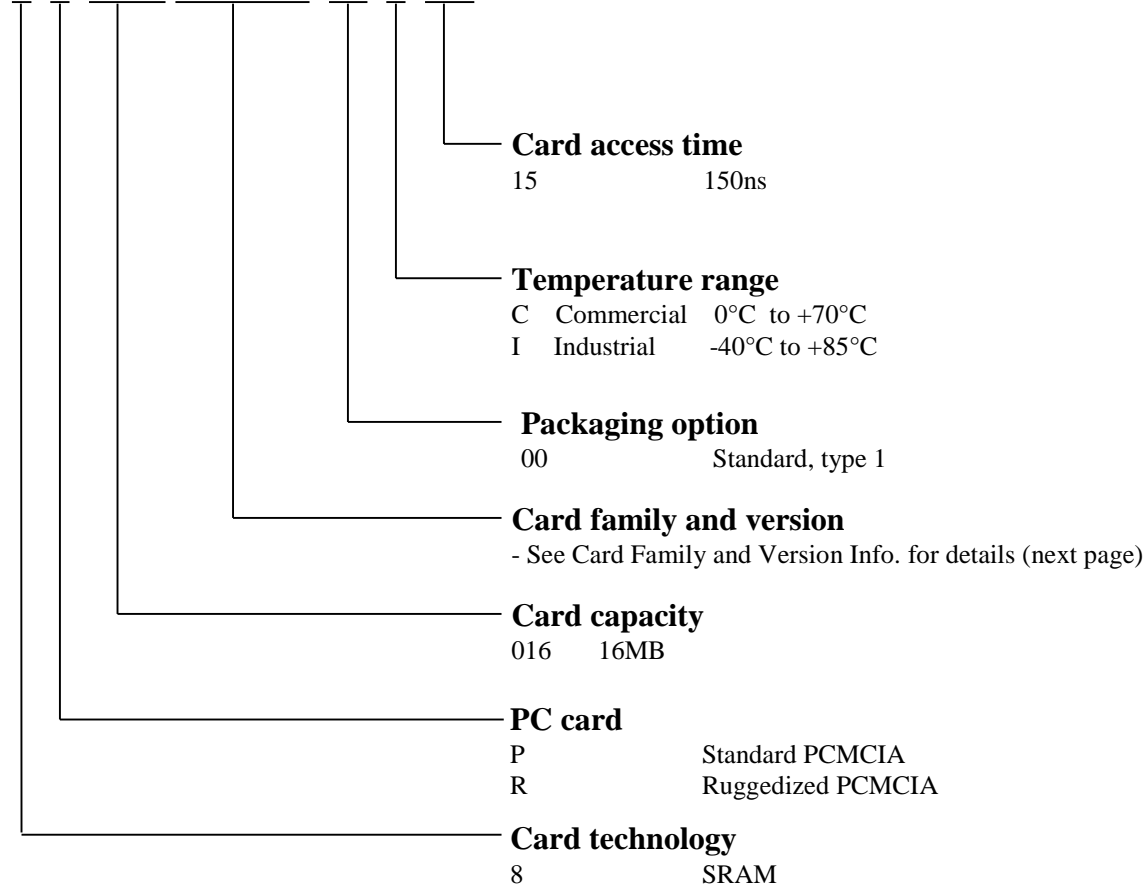 Card access time
15 150ns
Temperature range
C Commercial 0°C to +70°C
I Industrial -40°C to +85°C
Packaging option
00 Standard, type 1
Card family and version
- See Card Family and Version Info. for details (next page)
Card capacity
016 16MB
PC card
P Standard PCMCIA
R Ruggedized PCMCIA
Card technology
8 SRAM